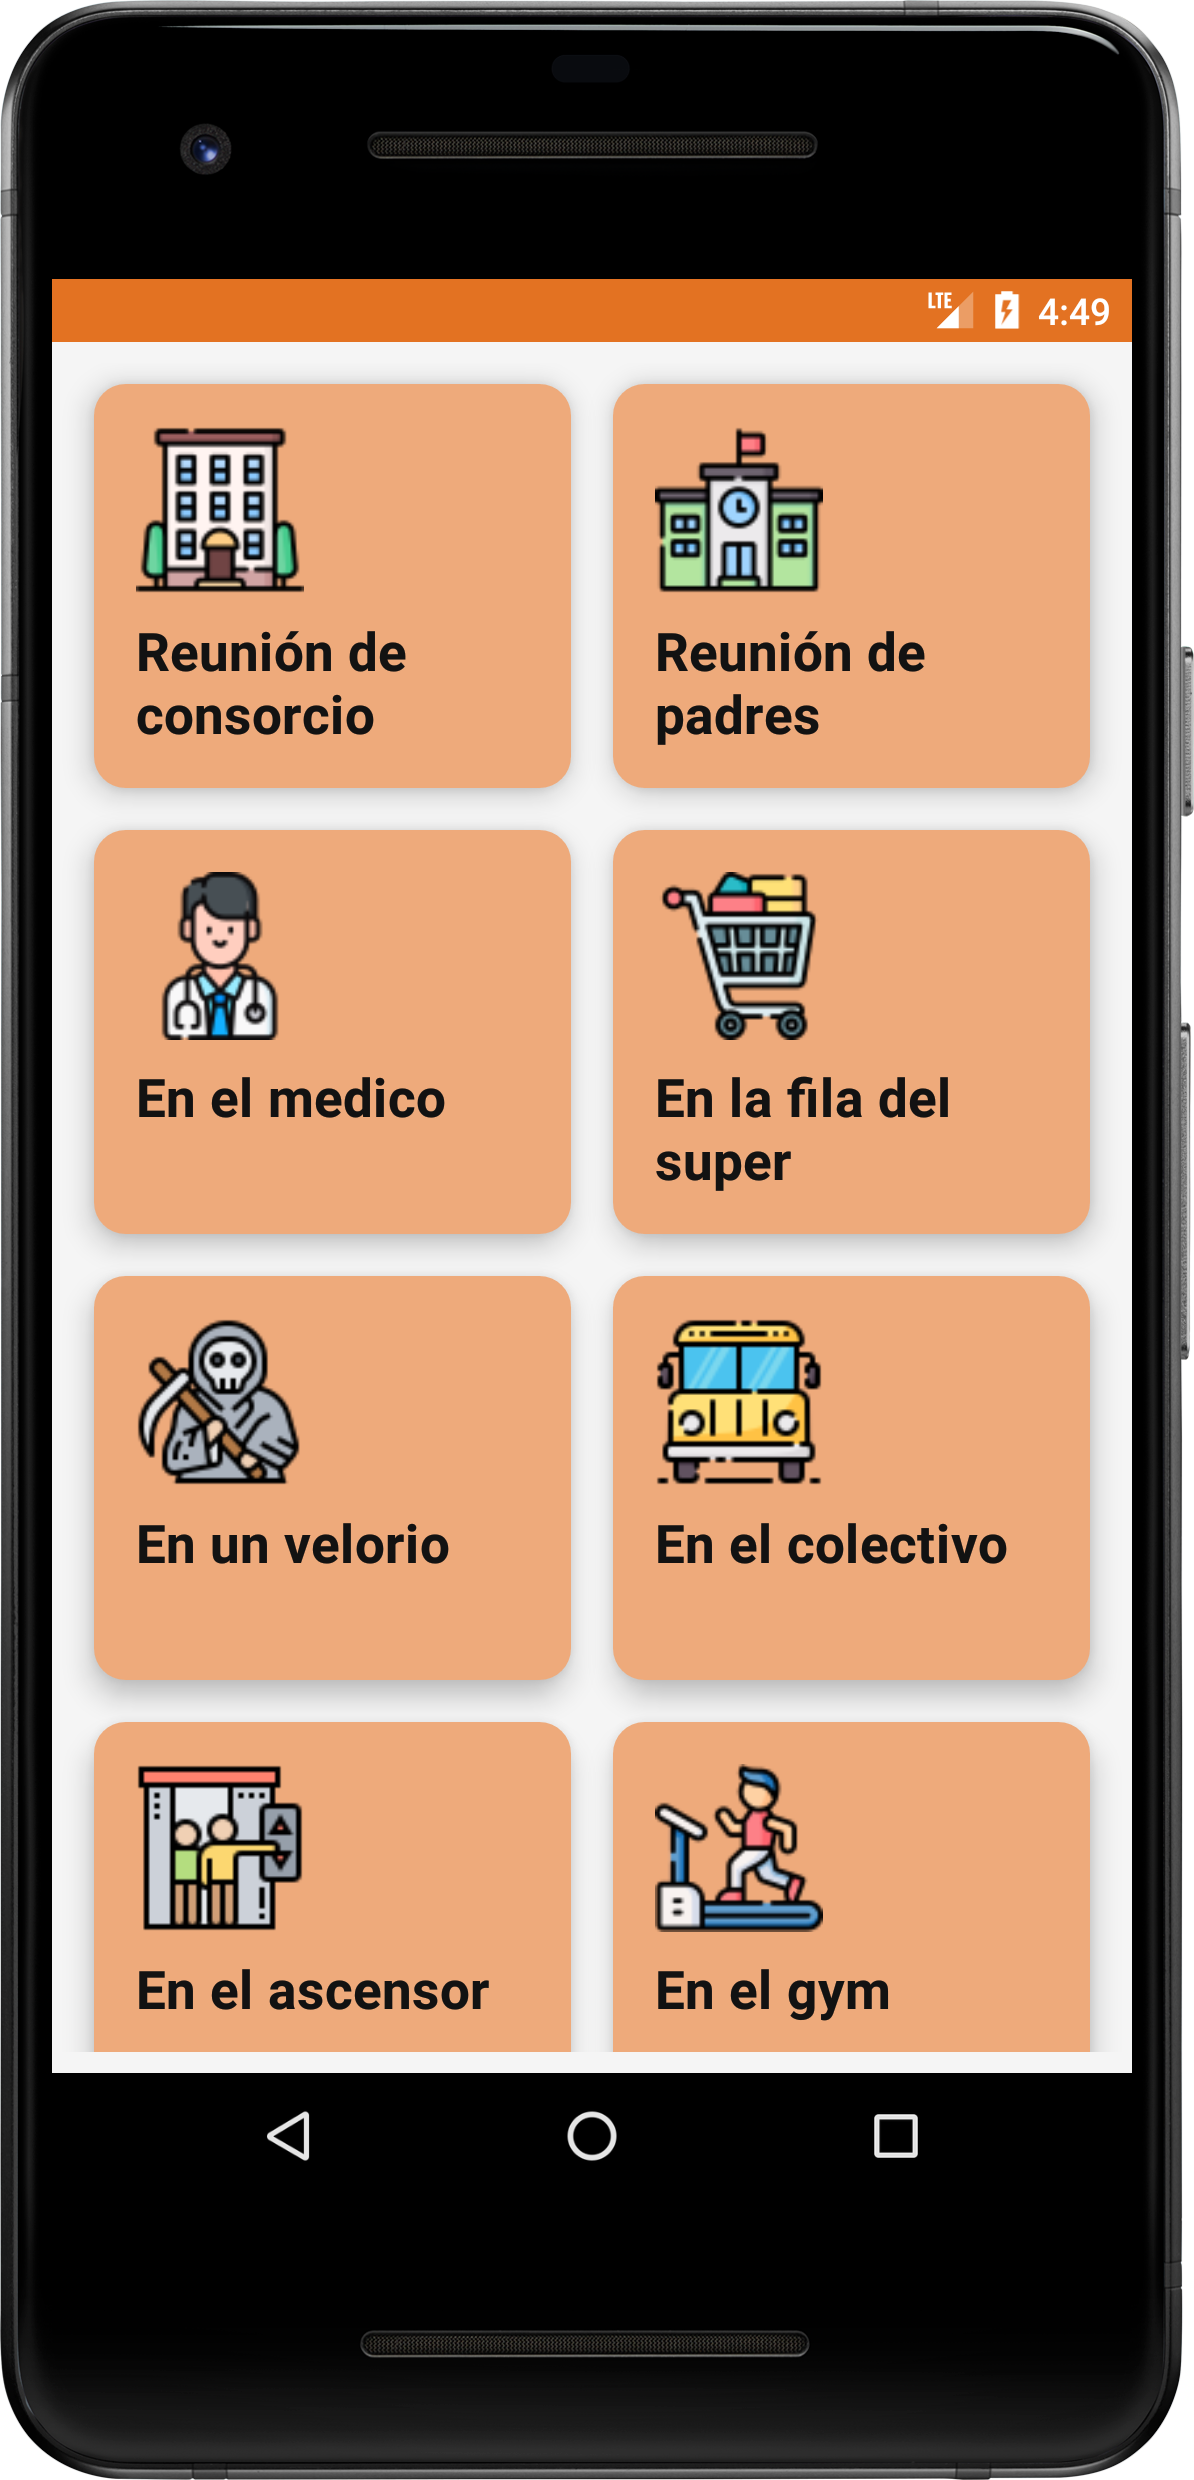 LTE 4:49
Reunión de
consorcio
Reunión de
padres
En el medico
En la fila del
super
En un velorio
En el colectivo
En el ascensor
En el gym